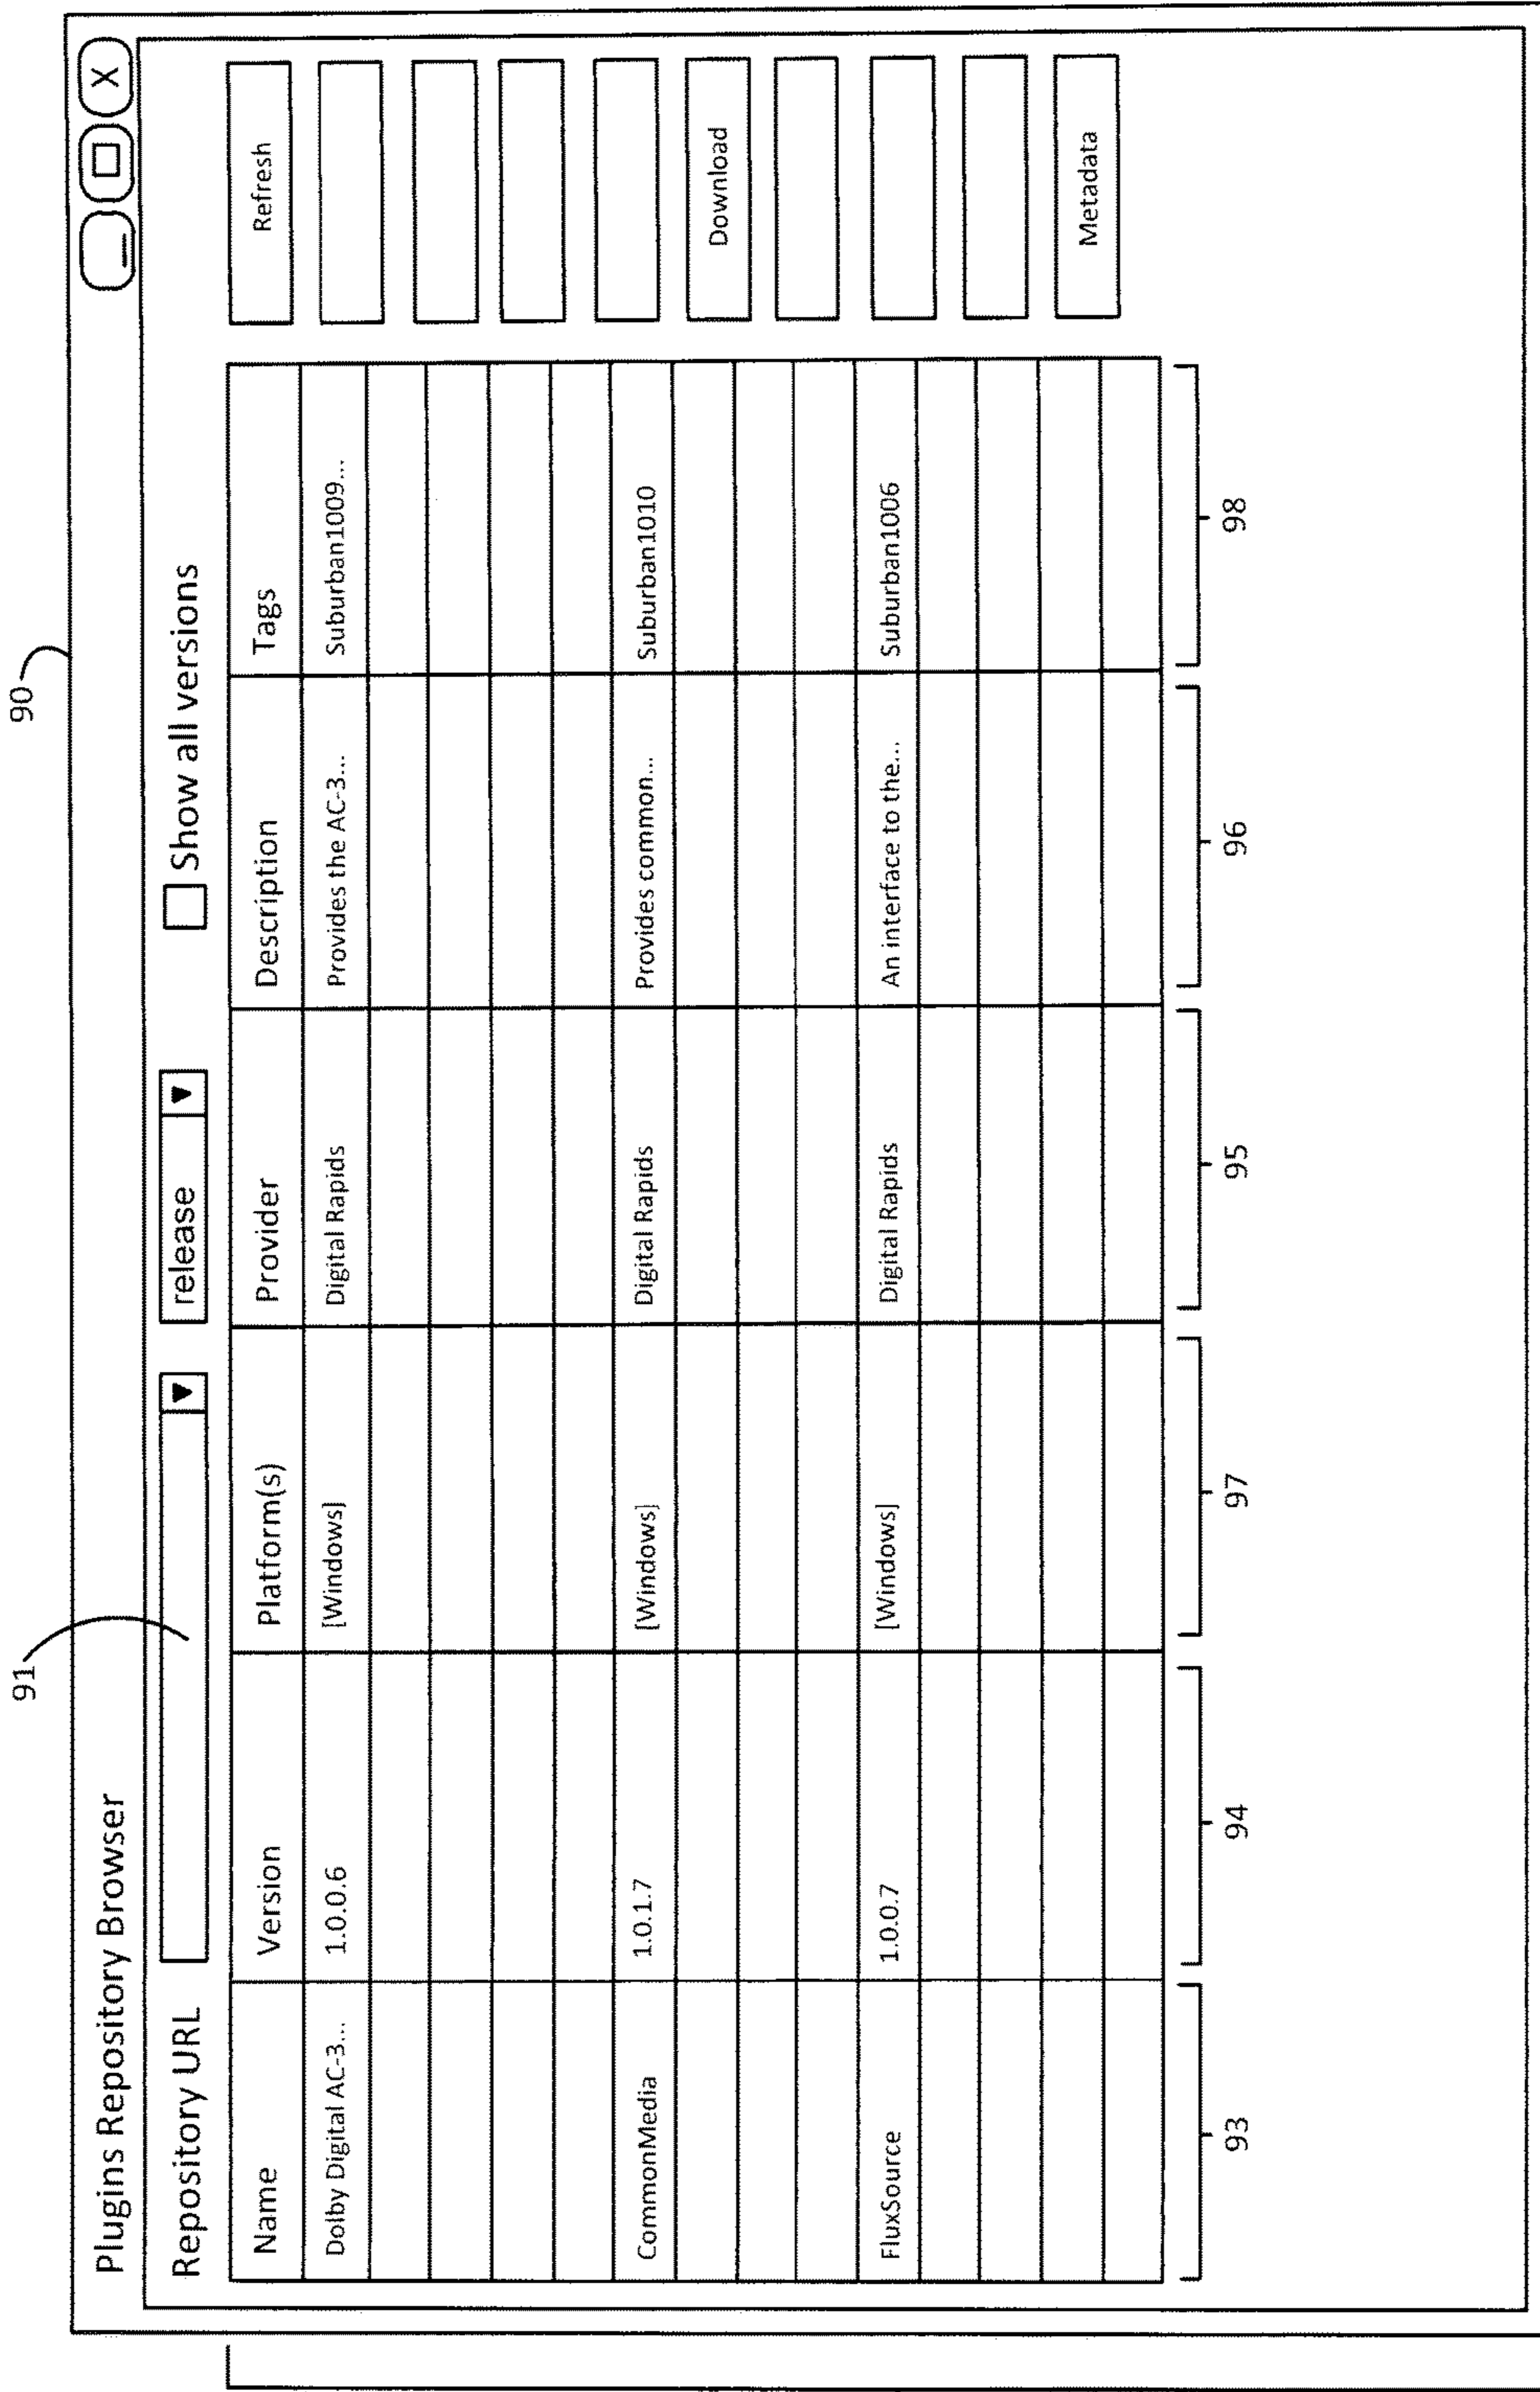 90
91
Plugins Repository Browser
X
Repository URL
release
Show all versions
Name Version Platform(s) Provider Description Tags
Dolby Digital AC-3... 1.0.0.6 [Windows] Digital Rapids Provides the AC-3... Suburban1009...
CommonMedia 1.0.1.7 [Windows] Digital Rapids Provides common... Suburban1010
FluxSource 1.0.0.7 [Windows] Digital Rapids An interface to the... Suburban1006
Refresh
Download
Metadata
93 94 97 95 96 98